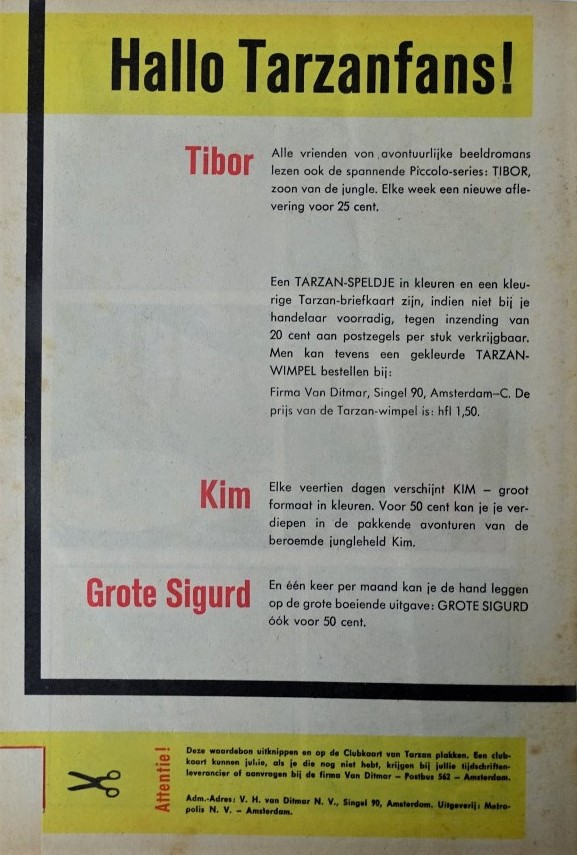 Hallo Tarzanfans!
Tibor
Alle vrienden van avontuurlijke beeldromans
lezen ook de spannende Piccolo-series: TIBOR,
zoon van de jungle. Elke week een nieuwe afle-
vering voor 25 cent.
Een TARZAN-SPELDJE in kleuren en een kleu-
rige Tarzan-briefkaart zijn, indien niet bij je
handelaar voorradig, tegen inzending van
20 cent aan postzegels per stuk verkrijgbaar.
Men kan tevens een gekleurde TARZAN-
WIMPEL bestellen bij:
Firma Van Ditmar, Singel 90, Amsterdam–C. De
prijs van de Tarzan-wimpel is: hfl 1,50.
Kim
Elke veertien dagen verschijnt KIM – groot
formaat in kleuren. Voor 50 cent kan je je ver-
diepen in de pakkende avonturen van de
beroemde jungleheld Kim.
Grote Sigurd
En één keer per maand kan je de hand leggen
op de grote boeiende uitgave: GROTE SIGURD
óók voor 50 cent.
Attentie!
Deze waardebon uitknippen en op de Clubkaart van Tarzan plakken. Een club-
kaart kunnen jullie, als je die nog niet hebt, krijgen bij jullie tijdschriften-
leverancier of aanvragen bij de firma Van Ditmar – Postbus 562 – Amsterdam.
Adm.-Adres: V. H. van Ditmar N. V., Singel 90, Amsterdam. Uitgeverij: Metro-
polis N. V. – Amsterdam.